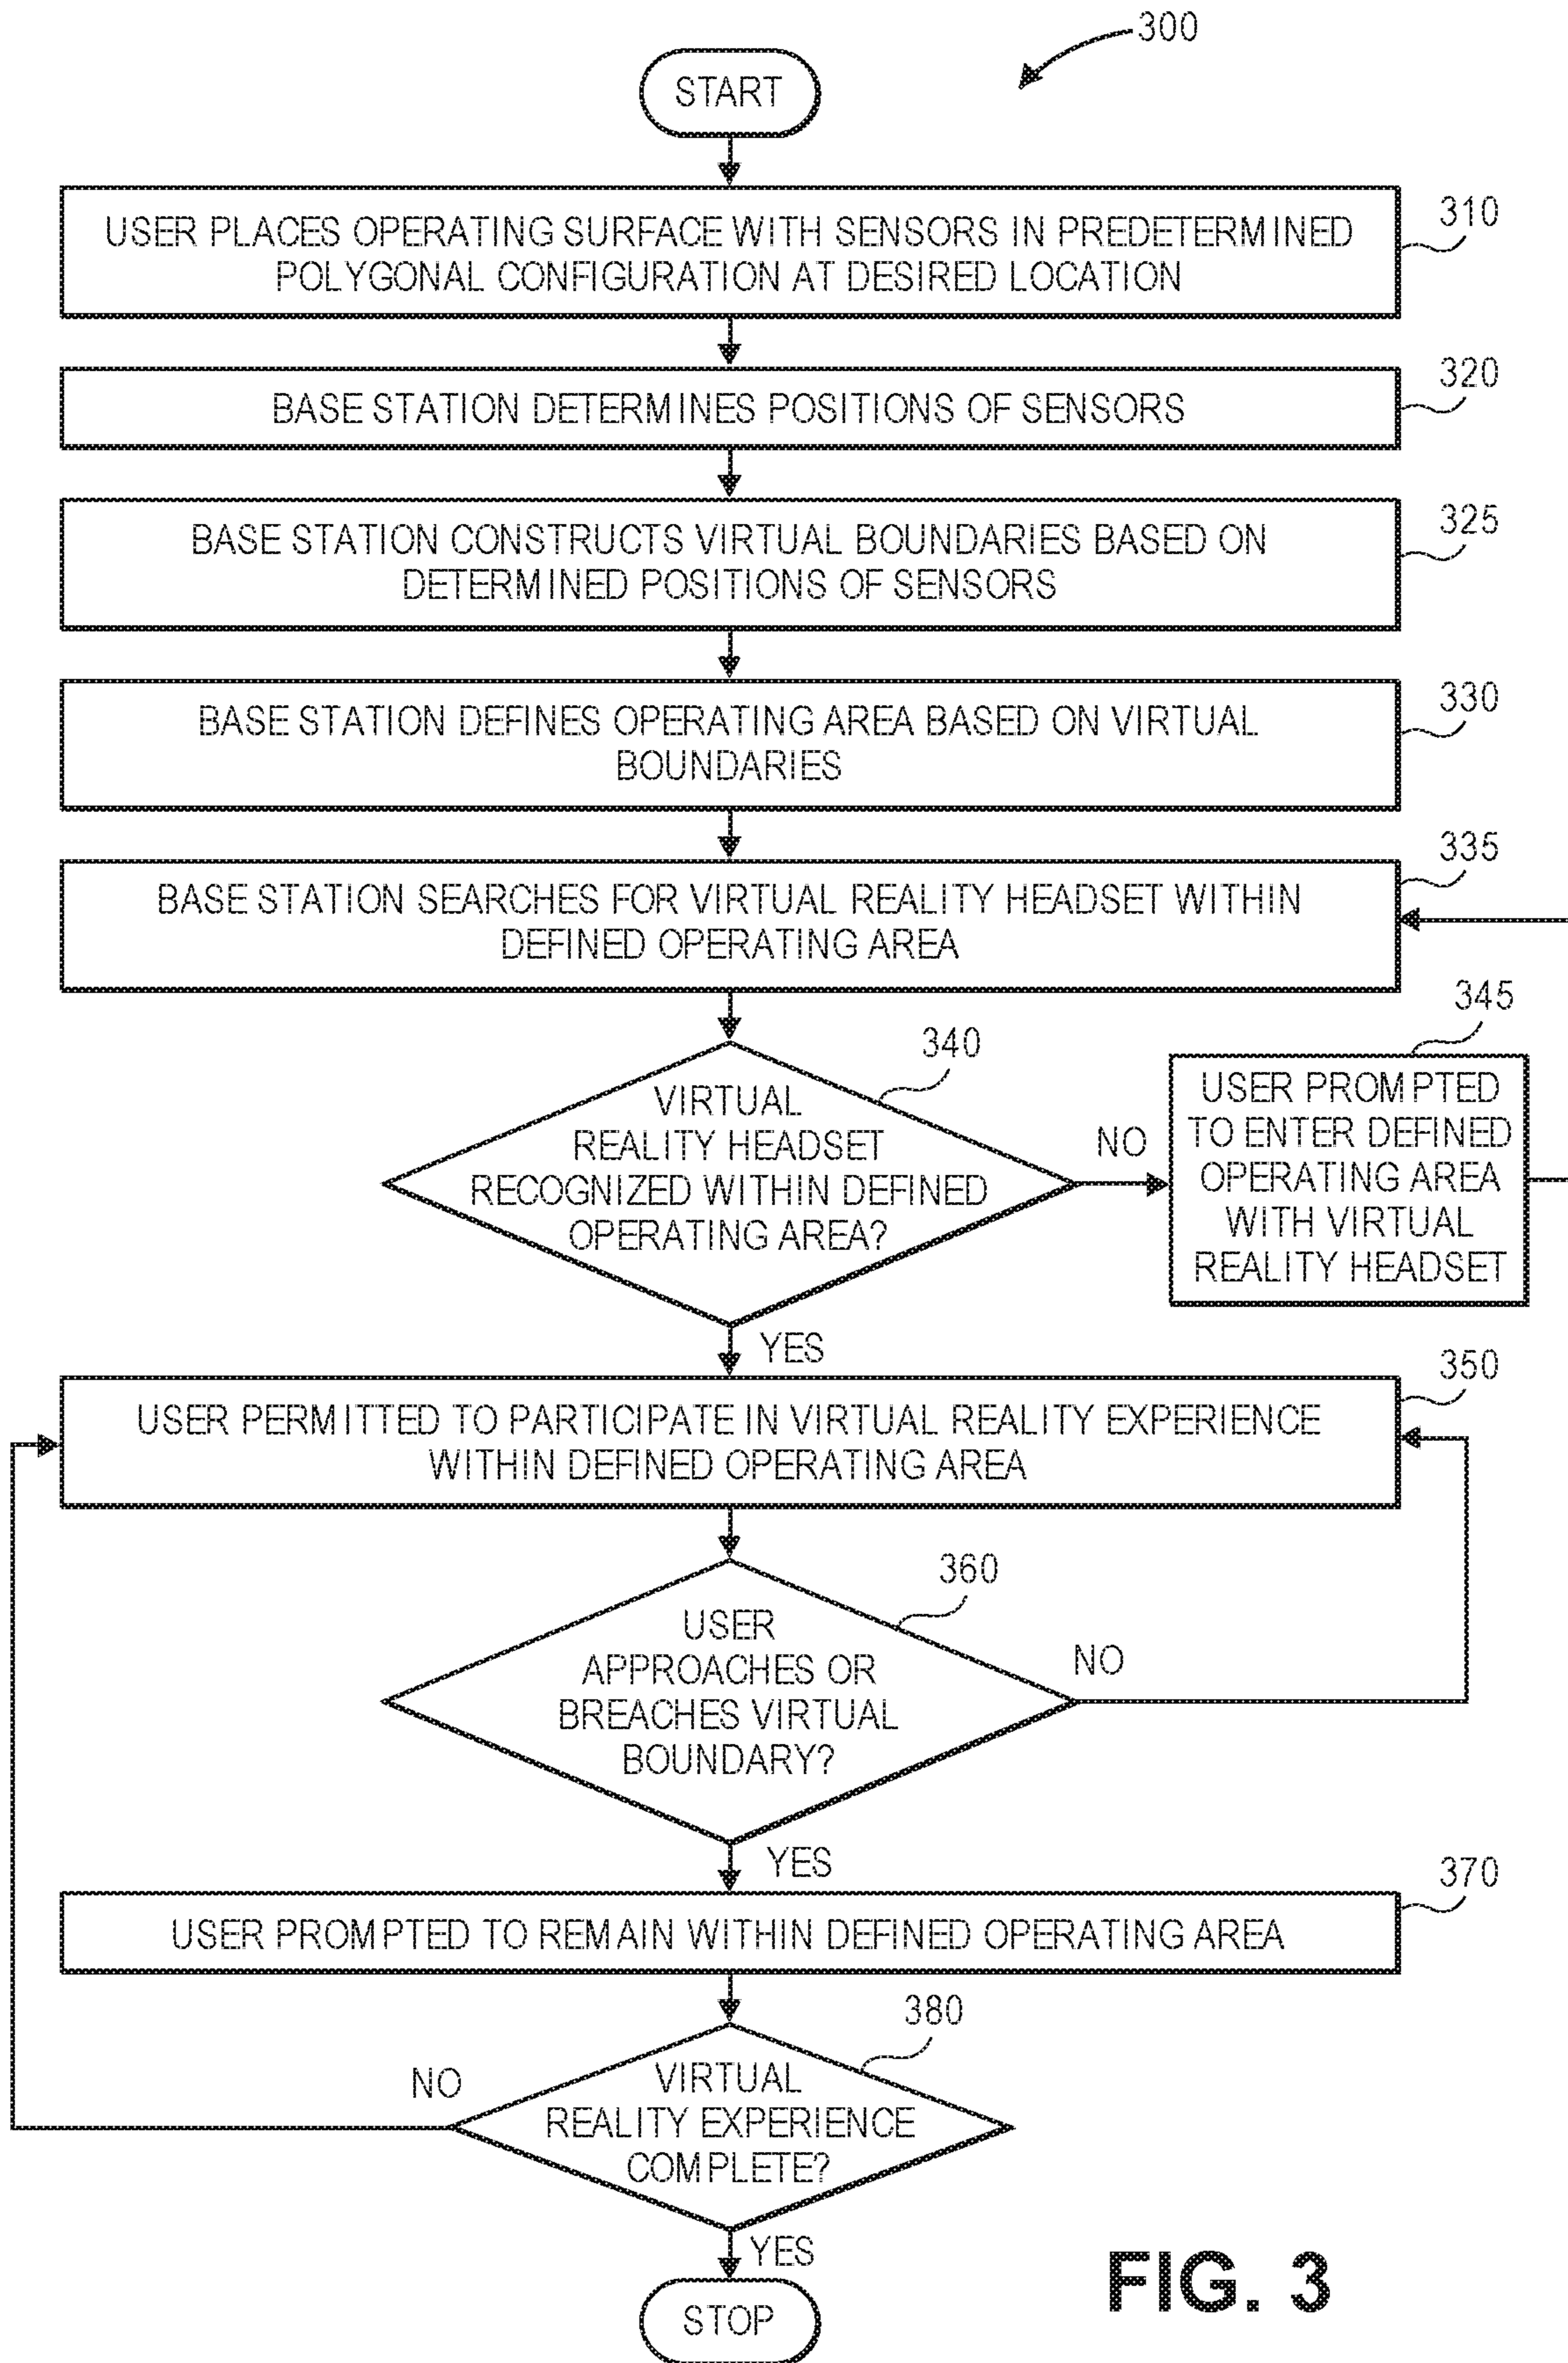 300
START
310
USER PLACES OPERATING SURFACE WITH SENSORS IN PREDETERMINED
POLYGONAL CONFIGURATION AT DESIRED LOCATION
320
BASE STATION DETERMINES POSITIONS OF SENSORS
325
BASE STATION CONSTRUCTS VIRTUAL BOUNDARIES BASED ON
DETERMINED POSITIONS OF SENSORS
330
BASE STATION DEFINES OPERATING AREA BASED ON VIRTUAL
BOUNDARIES
335
BASE STATION SEARCHES FOR VIRTUAL REALITY HEADSET WITHIN
DEFINED OPERATING AREA
340
VIRTUAL
REALITY HEADSET
RECOGNIZED WITHIN DEFINED
OPERATING AREA?
NO
345
USER PROMPTED
TO ENTER DEFINED
OPERATING AREA
WITH VIRTUAL
REALITY HEADSET
YES
350
USER PERMITTED TO PARTICIPATE IN VIRTUAL REALITY EXPERIENCE
WITHIN DEFINED OPERATING AREA
360
USER
APPROACHES OR
BREACHES VIRTUAL
BOUNDARY?
NO
YES
370
USER PROMPTED TO REMAIN WITHIN DEFINED OPERATING AREA
380
VIRTUAL
REALITY EXPERIENCE
COMPLETE?
NO
YES
STOP
FIG. 3